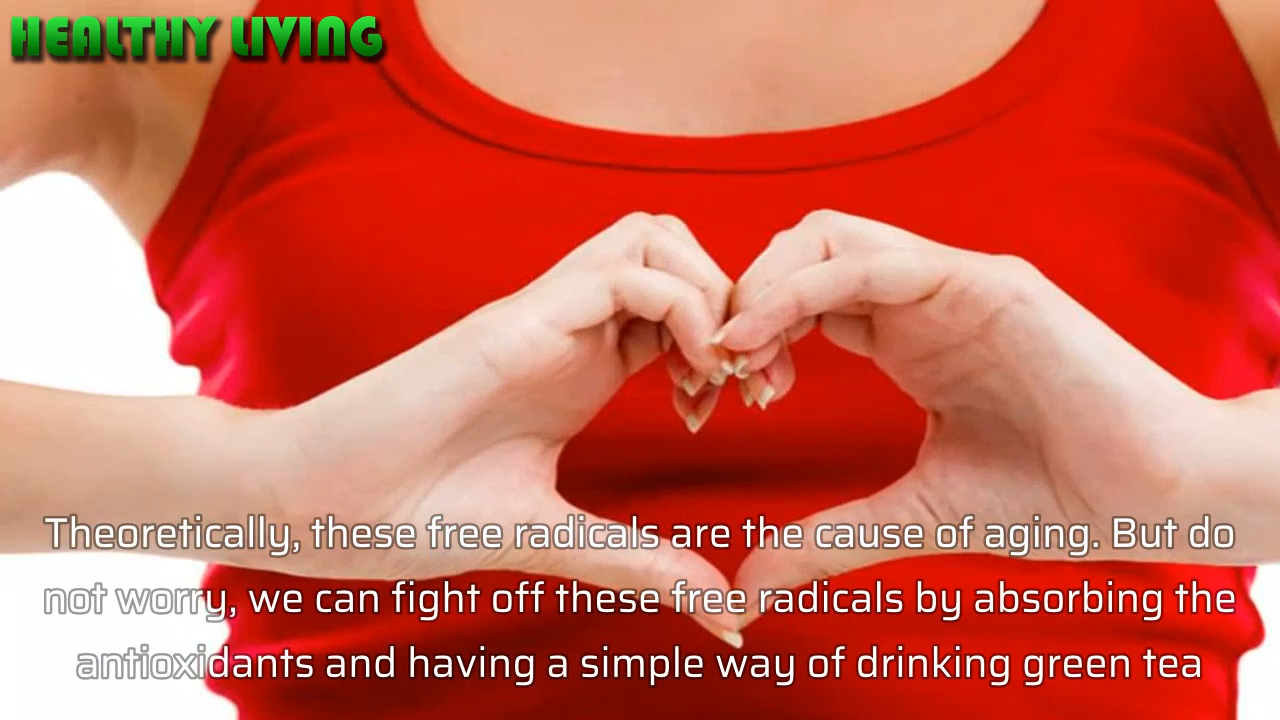 HEALTHY LIVING
Theoretically, these free radicals are the cause of aging. But do
not worry, we can fight off these free radicals by absorbing the
antioxidants and having a simple way of drinking green tea